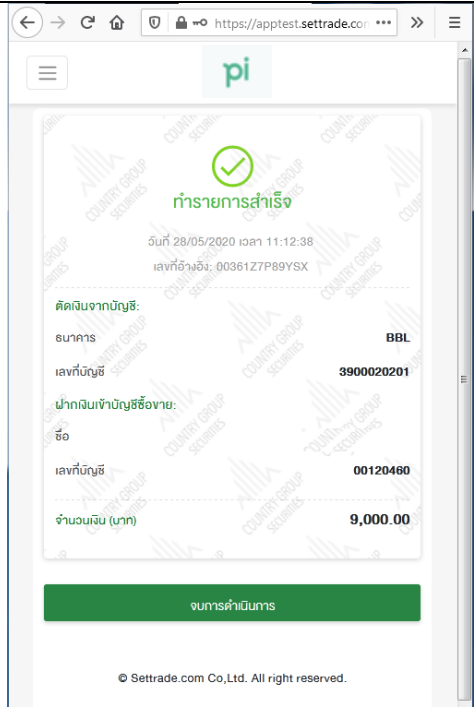 https://apptest.settrade.con
pi
ทำรายการสำเร็จ
วันที่ 28/05/2020 เวลา 11:12:38
เลขที่อ้างอิง: 00361Z7P89YSX
ตัดเงินจากบัญชี:
ธนาคาร BBL
เลขที่บัญชี 3900020201
ฝากเงินเข้าบัญชีซื้อขาย:
ชื่อ
เลขที่บัญชี 00120460
จำนวนเงิน (บาท) 9,000.00
COUNTRY GROUP
SECURITIES
จบการดำเนินการ
© Settrade.com Co,Ltd. All right reserved.